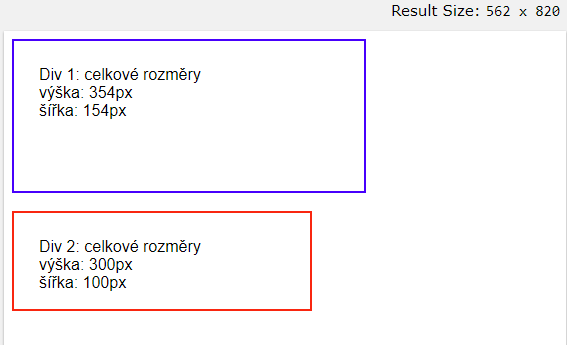 Result Size: 562 x 820
Div 1: celkové rozměry
výška: 354px
šířka: 154px
Div 2: celkové rozměry
výška: 300px
šířka: 100px